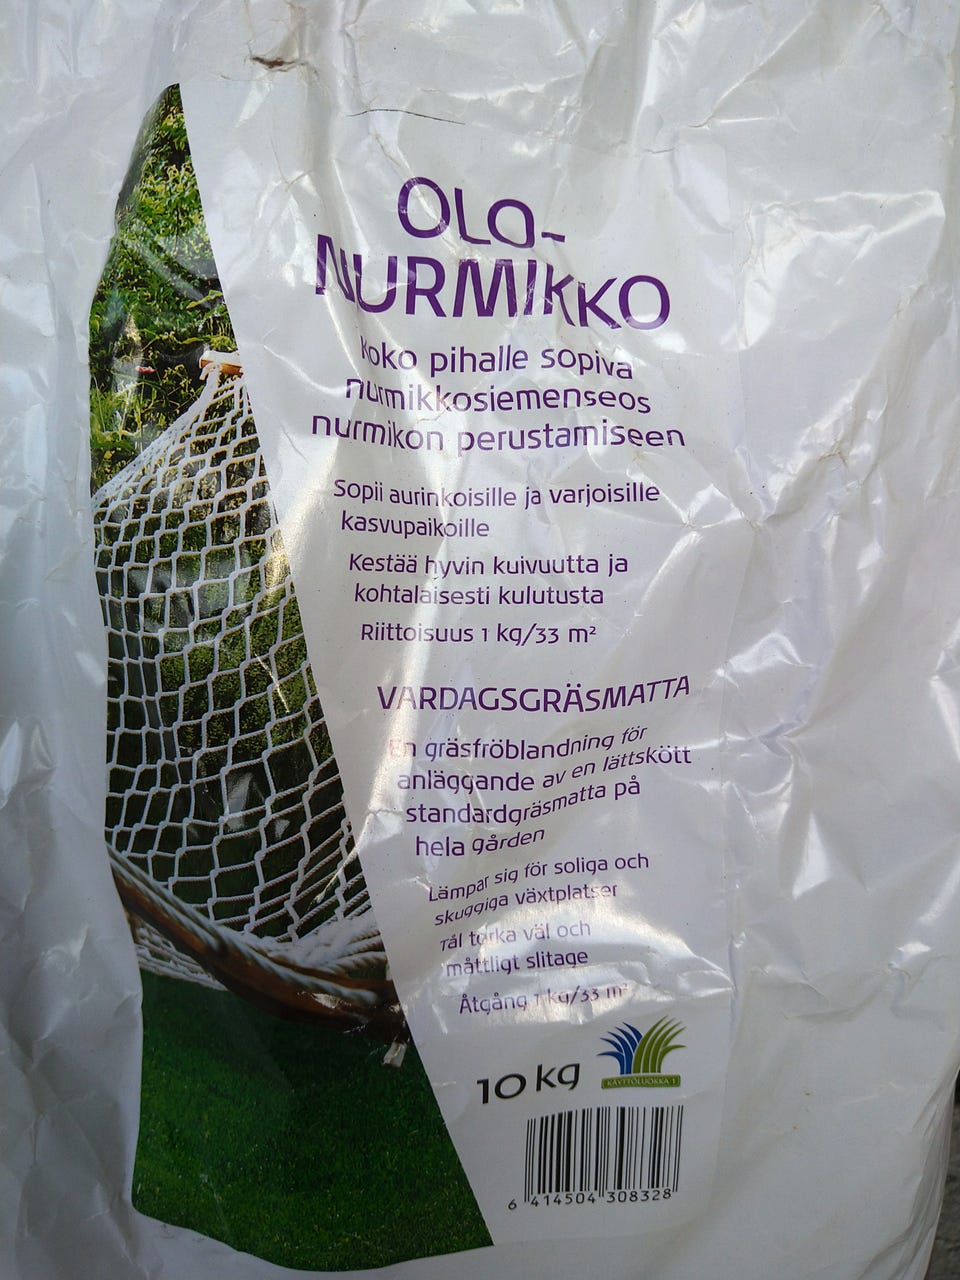 OLO-
NURMIKKO
Koko pihalle sopiva
nurmikkosiemenseos
nurmikon perustamiseen
Sopii aurinkoisille ja varjoisille
kasvupaikoille
Kestää hyvin kuivuutta ja
kohtalaisesti kulutusta
Riittoisuus 1 kg/33 m²
VARDAGSGRÄSMATTA
En gräsfröblandning för
anläggande av en lättskött
standardgräsmatta på
hela gården
Lämpar sig för soliga och
skuggiga växtplatser
Tål torka väl och
måttligt slitage
Åtgång 1 kg/33 m²
10 kg
KÄYTTÖLUOKKA 1
6 414504 308328